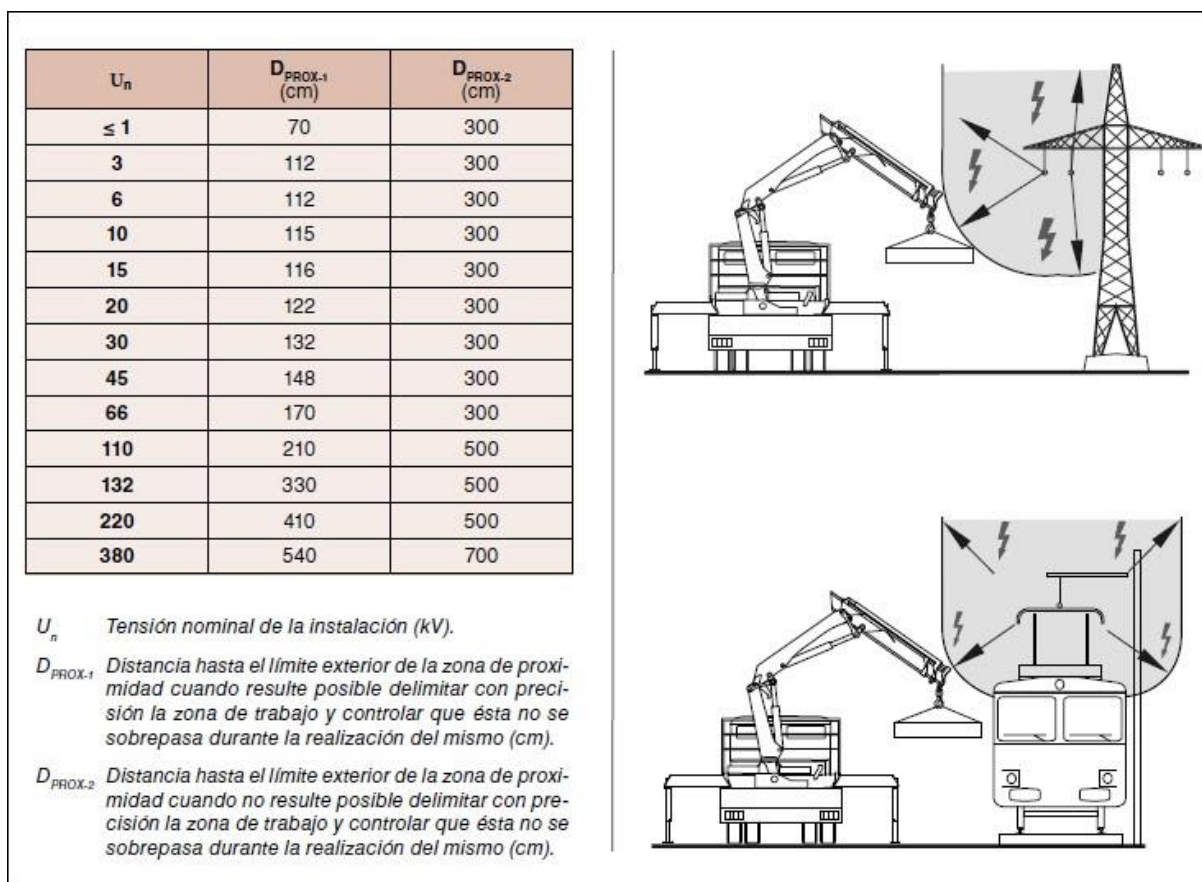 Uₙ D_PROX-1 (cm) D_PROX-2 (cm)
≤ 1 70 300
3 112 300
6 112 300
10 115 300
15 116 300
20 122 300
30 132 300
45 148 300
66 170 300
110 210 500
132 330 500
220 410 500
380 540 700
Uₙ Tensión nominal de la instalación (kV).
D_PROX-1 Distancia hasta el límite exterior de la zona de proxi-
midad cuando resulte posible delimitar con preci-
sión la zona de trabajo y controlar que ésta no se
sobrepasa durante la realización del mismo (cm).
D_PROX-2 Distancia hasta el límite exterior de la zona de proxi-
midad cuando no resulte posible delimitar con pre-
cisión la zona de trabajo y controlar que ésta no se
sobrepasa durante la realización del mismo (cm).